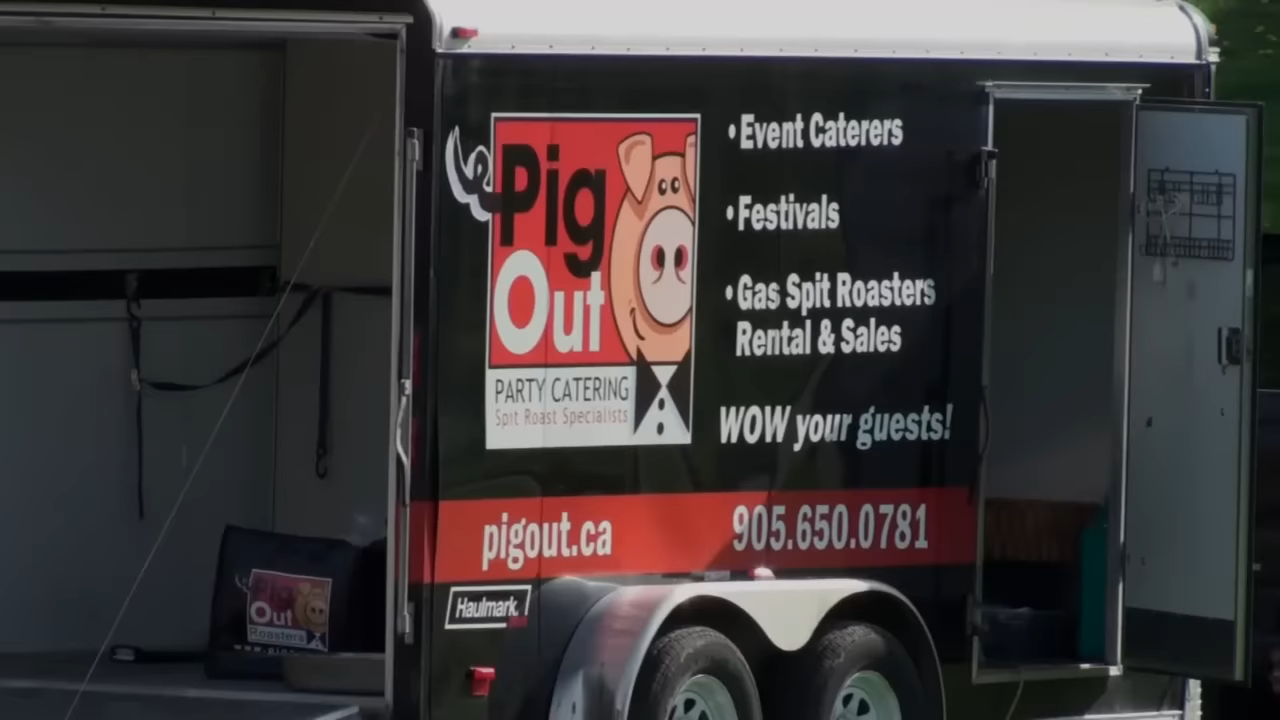 Pig
Out
PARTY CATERING
Spit Roast Specialists
•Event Caterers
•Festivals
•Gas Spit Roasters
Rental & Sales
WOW your guests!
pigout.ca
905.650.0781
Haulmark.
Out
Roasters